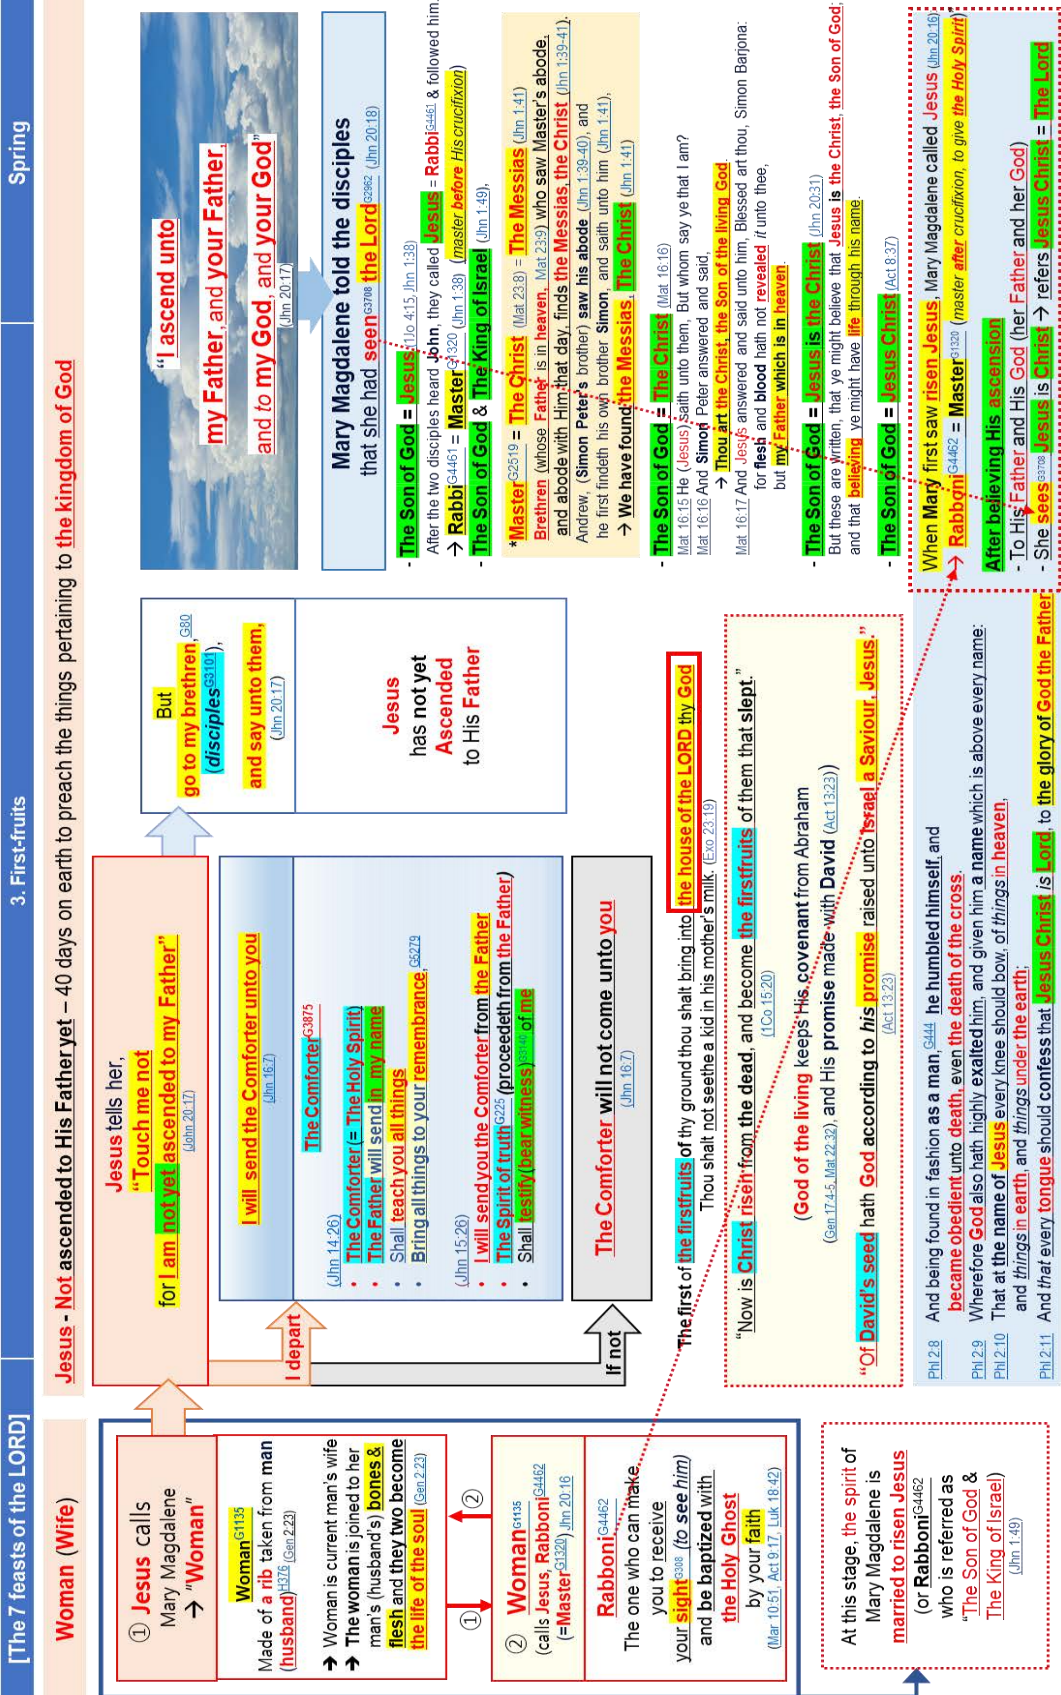 [The 7 feasts of the LORD]
3. First-fruits
Spring
Woman (Wife)
Jesus - Not ascended to His Father yet – 40 days on earth to preach the things pertaining to the kingdom of God
① Jesus calls
Mary Magdalene
→ "Woman"
WomanG1135
Made of a rib taken from man
(husband)H376 (Gen 2:23)
→ Woman is current man's wife
→ The woman is joined to her
man's (husband's) bones &
flesh and they two become
the life of the soul (Gen 2:23)
①
②
② WomanG1135
(calls Jesus, RabboniG4462
(=MasterG1320) Jhn 20:16
RabboniG4462
The one who can make
you to receive
your sightG308 (to see him)
and be baptized with
the Holy Ghost
by your faith
(Mar 10:51, Act 9:17, Luk 18:42)
At this stage, the spirit of
Mary Magdalene is
married to risen Jesus
(or RabboniG4462
who is referred as
"The Son of God &
The King of Israel)
(Jhn 1:49)
Jesus tells her,
"Touch me not
for I am not yet ascended to my Father"
(John 20:17)
I depart
If not
I will send the Comforter unto you
(Jhn 16:7)
The ComforterG3875
(Jhn 14:26)
• The Comforter (= The Holy Spirit)
• The Father will send in my name
• Shall teach you all things
• Bring all things to your remembrance,G5279
(Jhn 15:26)
• I will send you the Comforter from the Father
• The Spirit of truthG225 (procedeth from the Father)
• Shall testify (bear witness)G3140 of me
The Comforter will not come unto you
(Jhn 16:7)
But
go to my brethren,G80
(disciplesG3101),
and say unto them,
(Jhn 20:17)
Jesus
has not yet
Ascended
to His Father
"I ascend unto
my Father, and your Father,
and to my God, and your God"
(Jhn 20:17)
Mary Magdalene told the disciples
that she had seenG3708 the LordG2962 (Jhn 20:18)
- The Son of God = Jesus (1Jo 4:15, Jhn 1:38)
After the two disciples heard John, they called Jesus = RabbiG4461 & followed him.
→ RabbiG4461 = MasterG1320 (Jhn 1:38) (master before His crucifixion)
- The Son of God & The King of Israel (Jhn 1:49),
*MasterG2519 = The Christ (Mat 23:8) = The Messias (Jhn 1:41)
Brethren (whose Father is in heaven, Mat 23:9) who saw Master's abode,
and abode with Him that day, finds the Messias, the Christ (Jhn 1:39-41).
Andrew, (Simon Peter's brother) saw his abode (Jhn 1:39-40), and
he first findeth his own brother Simon, and saith unto him (Jhn 1:41),
→ We have found the Messias, The Christ (Jhn 1:41)
- The Son of God = The Christ (Mat 16:16)
Mat 16:15 He (Jesus) saith unto them, But whom say ye that I am?
Mat 16:16 And Simon Peter answered and said,
→ Thou art the Christ, the Son of the living God.
Mat 16:17 And Jesus answered and said unto him, Blessed art thou, Simon Barjona:
for flesh and blood hath not revealed it unto thee,
but my Father which is in heaven.
- The Son of God = Jesus is the Christ (Jhn 20:31)
But these are written, that ye might believe that Jesus is the Christ, the Son of God;
and that believing ye might have life through his name.
- The Son of God = Jesus Christ (Act 8:37)
The first of the firstfruits of thy ground thou shalt bring into the house of the LORD thy God
Thou shalt not seethe a kid in his mother's milk. (Exo 23:19)
"Now is Christ risen from the dead, and become the firstfruits of them that slept."
(1Co 15:20)
(God of the living keeps His covenant from Abraham
(Gen 17:4-5, Mat 22:32), and His promise made with David (Act 13:23))
"Of David's seed hath God according to his promise raised unto Israel a Saviour, Jesus."
(Act 13:23)
Phl 2:8 And being found in fashion as a man,G444 he humbled himself, and
became obedient unto death, even the death of the cross.
Phl 2:9 Wherefore God also hath highly exalted him, and given him a name which is above every name:
Phl 2:10 That at the name of Jesus every knee should bow, of things in heaven,
and things in earth, and things under the earth;
Phl 2:11 And that every tongue should confess that Jesus Christ is Lord, to the glory of God the Father
When Mary first saw risen Jesus, Mary Magdalene called Jesus (Jhn 20:16)
→ RabboniG4462 = MasterG1320 (master after crucifixion, to give the Holy Spirit)
After believing His ascension
- To His Father and His God (her Father and her God)
- She seesG3708 Jesus is Christ → refers Jesus Christ = The Lord